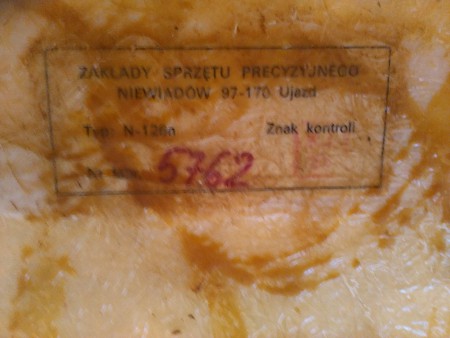 ZAKŁADY SPRZĘTU PRECYZYJNEGO
NIEWIADÓW 97-170 Ujazd
Typ: N-126a Znak kontroli
5762